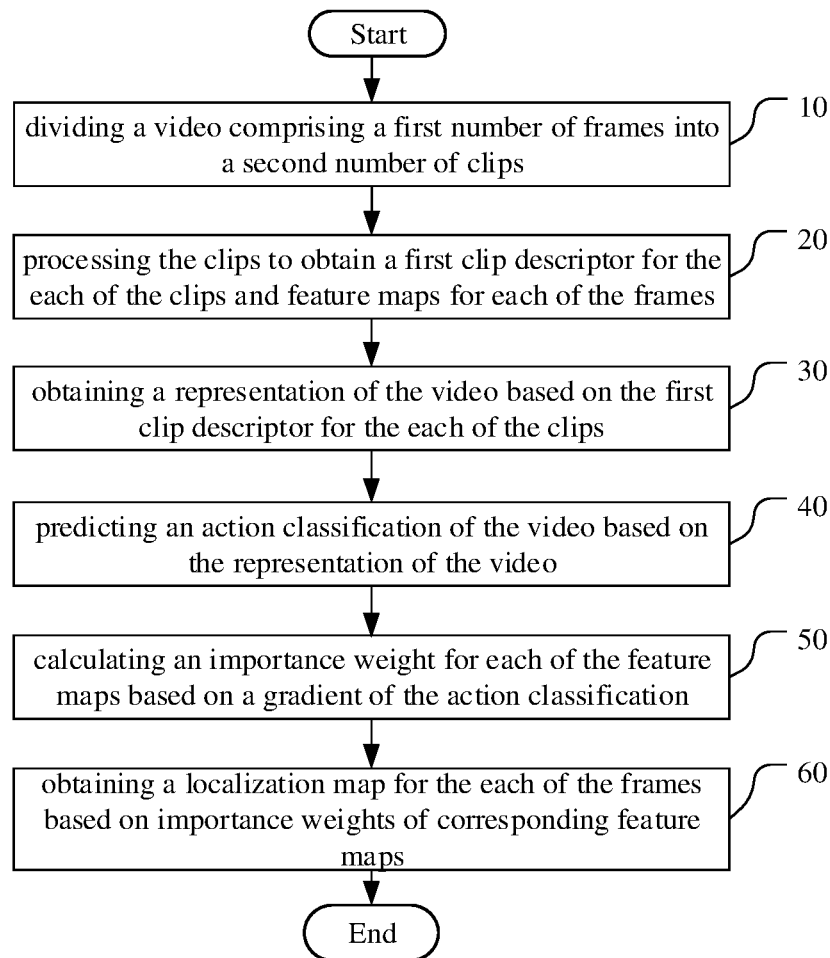 Start
dividing a video comprising a first number of frames into
a second number of clips
10
processing the clips to obtain a first clip descriptor for the
each of the clips and feature maps for each of the frames
20
obtaining a representation of the video based on the first
clip descriptor for the each of the clips
30
predicting an action classification of the video based on
the representation of the video
40
calculating an importance weight for each of the feature
maps based on a gradient of the action classification
50
obtaining a localization map for the each of the frames
based on importance weights of corresponding feature
maps
60
End